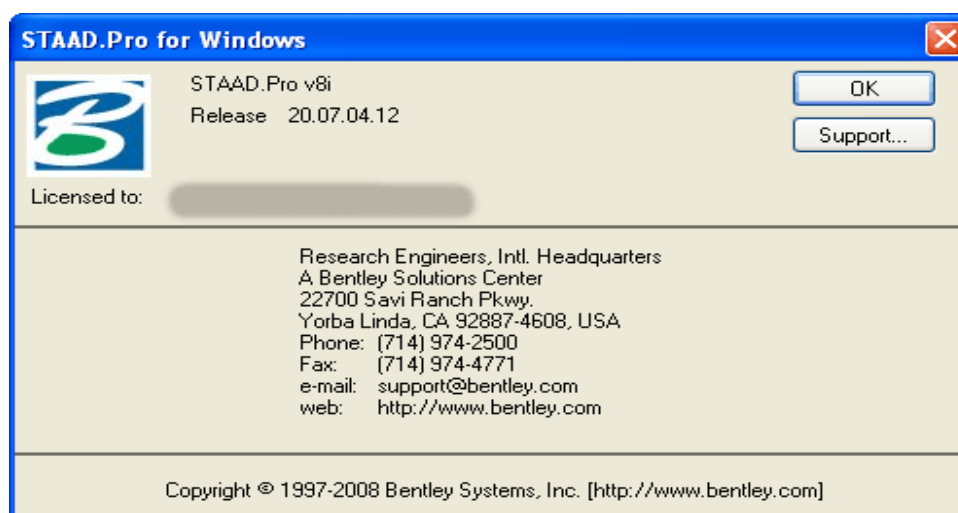 STAAD.Pro for Windows
STAAD.Pro v8i
Release 20.07.04.12
OK
Support...
Licensed to:
Research Engineers, Intl. Headquarters
A Bentley Solutions Center
22700 Savi Ranch Pkwy.
Yorba Linda, CA 92887-4608, USA
Phone: (714) 974-2500
Fax: (714) 974-4771
e-mail: support@bentley.com
web: http://www.bentley.com
Copyright © 1997-2008 Bentley Systems, Inc. [http://www.bentley.com]